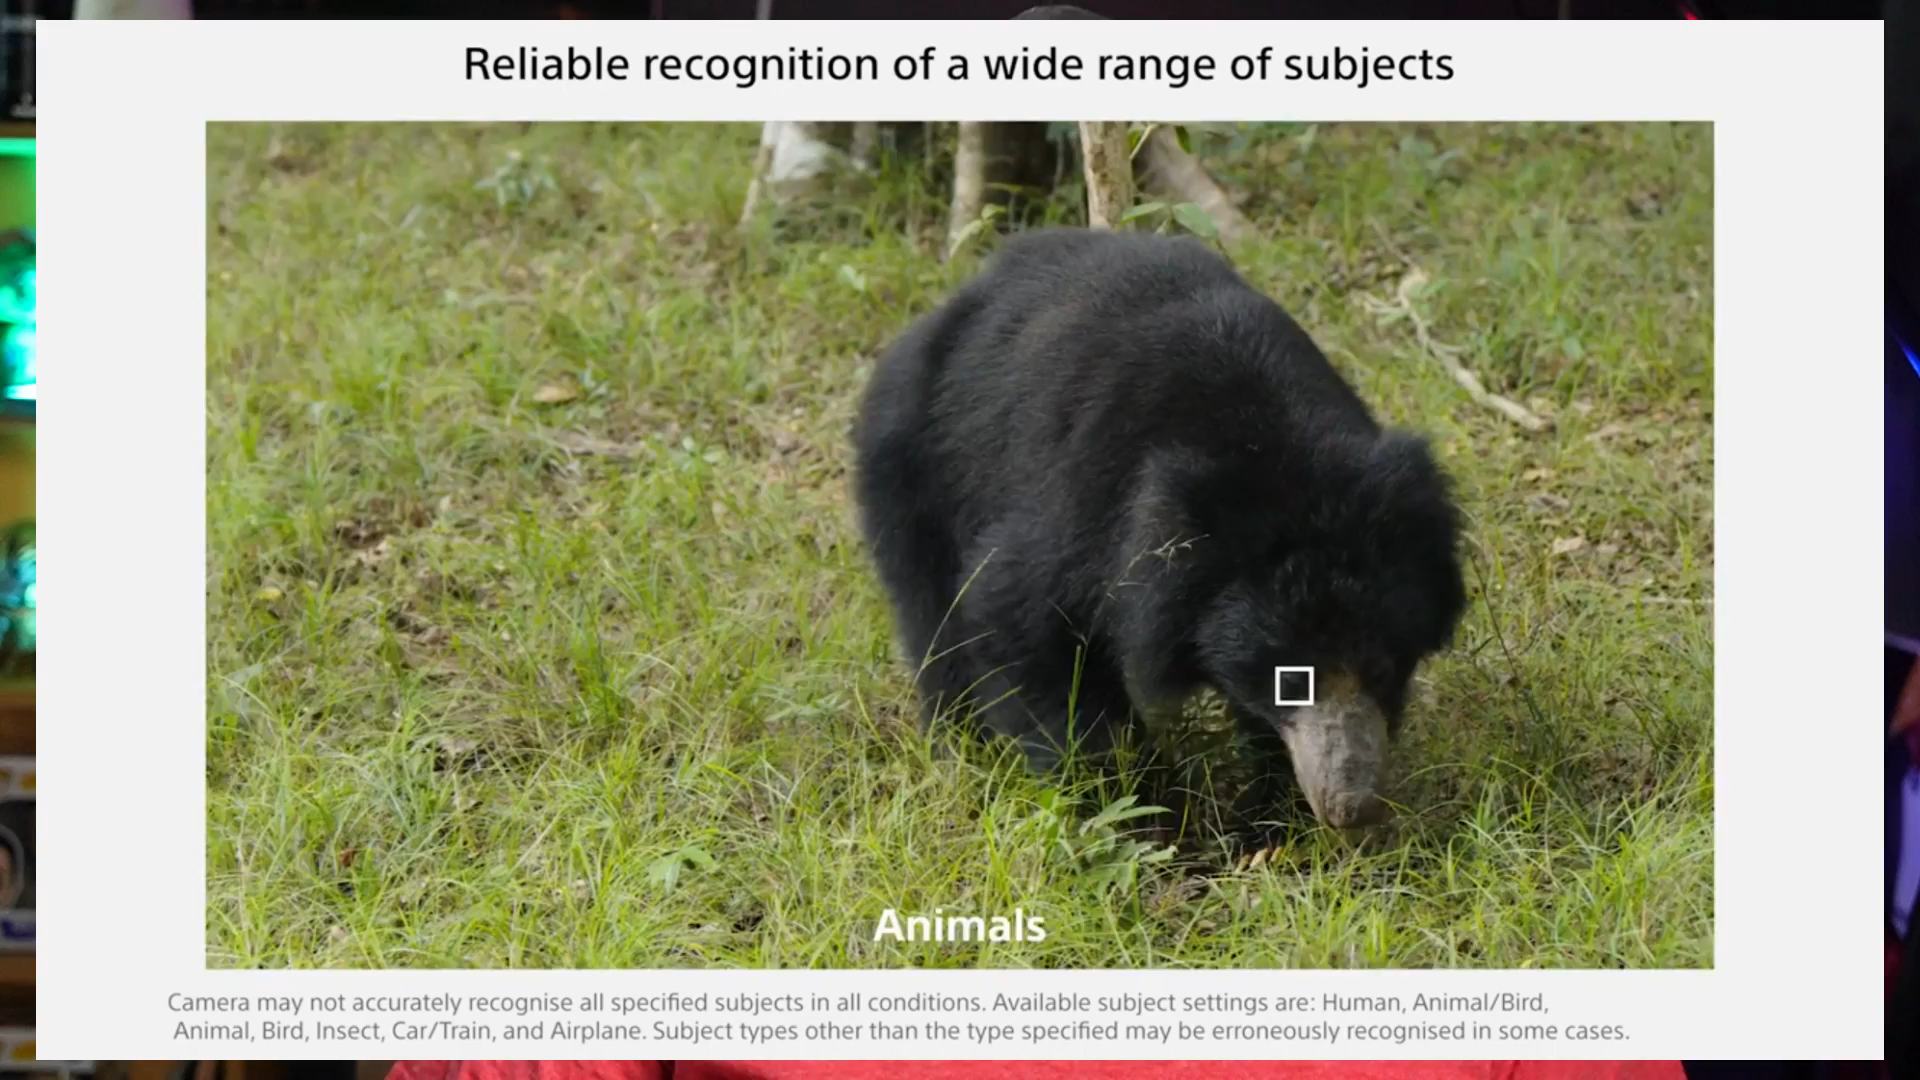 Reliable recognition of a wide range of subjects
Animals
Camera may not accurately recognise all specified subjects in all conditions. Available subject settings are: Human, Animal/Bird,
Animal, Bird, Insect, Car/Train, and Airplane. Subject types other than the type specified may be erroneously recognised in some cases.